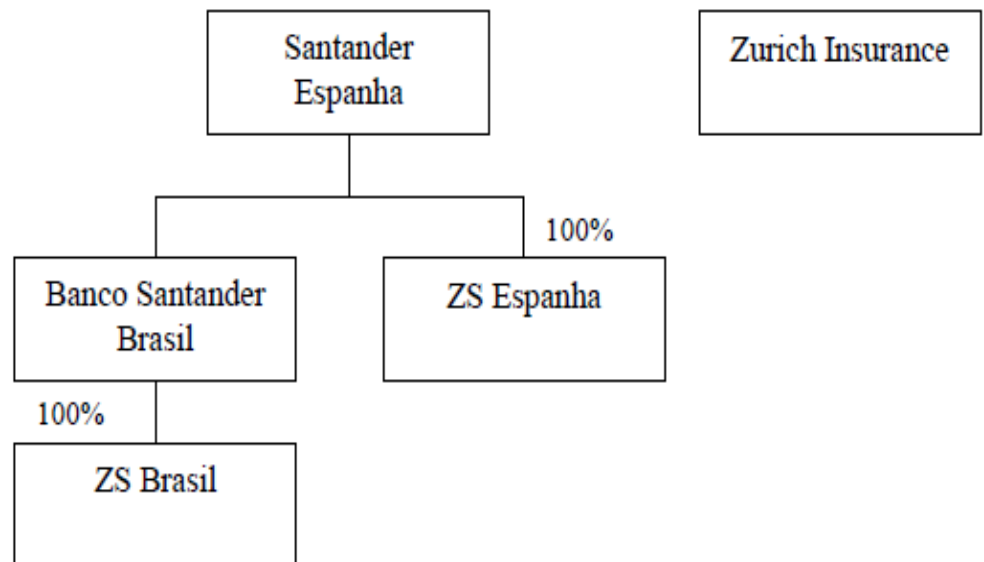 Santander
Espanha
Zurich Insurance
100%
Banco Santander
Brasil
ZS Espanha
100%
ZS Brasil